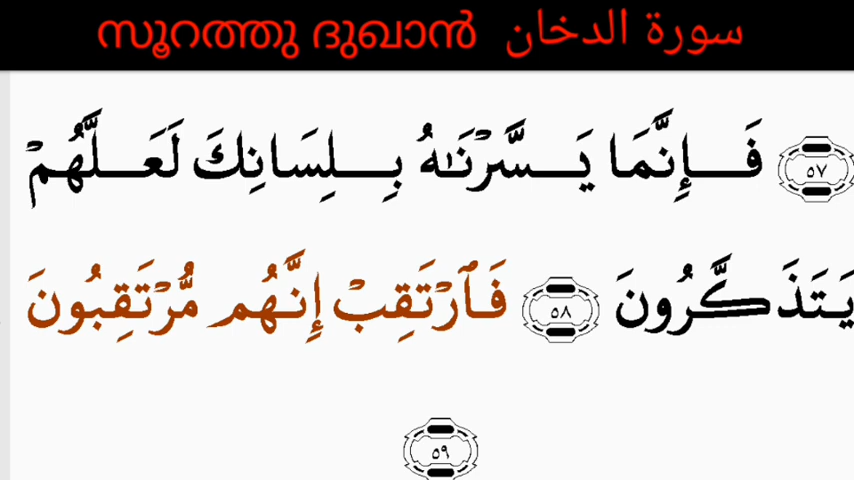 സൂറത്തു ദുഖാൻ سورة الدخان
٥٧ فَإِنَّمَا يَسَّرْنَٰهُ بِلِسَانِكَ لَعَلَّهُمْ
يَتَذَكَّرُونَ ٥٨ فَٱرْتَقِبْ إِنَّهُم مُّرْتَقِبُونَ
٥٩